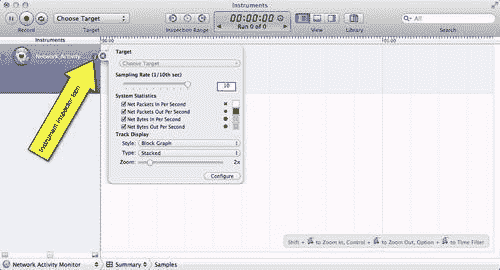 Instruments
Choose Target
00:00:00
Run 0 of 0
All
Record
Target
Inspection Range
View
Library
Search
Instruments
00:00
01:00
Network Activity
Instrument Inspector Icon
Target
Choose Target
Sampling Rate (1/10th sec)
10
System Statistics
Net Packets In Per Second
Net Packets Out Per Second
Net Bytes In Per Second
Net Bytes Out Per Second
Track Display
Style: Block Graph
Type: Stacked
Zoom: 2x
Configure
Shift + to Zoom In, Control + to Zoom Out, Option + to Time Filter
Network Activity Monitor
Summary
Samples